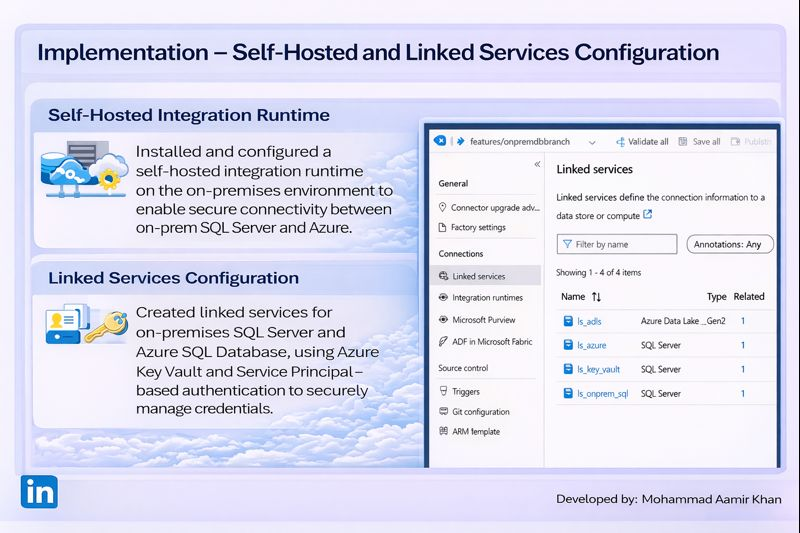 Implementation – Self-Hosted and Linked Services Configuration
Self-Hosted Integration Runtime
Installed and configured a
self-hosted integration runtime
on the on-premises environment to
enable secure connectivity between
on-prem SQL Server and Azure.
Linked Services Configuration
Created linked services for
on-premises SQL Server and
Azure SQL Database, using Azure
Key Vault and Service Principal–
based authentication to securely
manage credentials.
features/onpremdbbranch
Validate all
Save all
Publish
General
Connector upgrade adv...
Factory settings
Connections
Linked services
Integration runtimes
Microsoft Purview
ADF in Microsoft Fabric
Source control
Triggers
Git configuration
ARM template
Linked services
Linked services define the connection information to a
data store or compute
Filter by name
Annotations: Any
Showing 1 - 4 of 4 items
Name Type Related
ls_adls Azure Data Lake _Gen2 1
ls_azure SQL Server 1
ls_key_vault SQL Server 1
ls_onprem_sql SQL Server 1
in
Developed by: Mohammad Aamir Khan